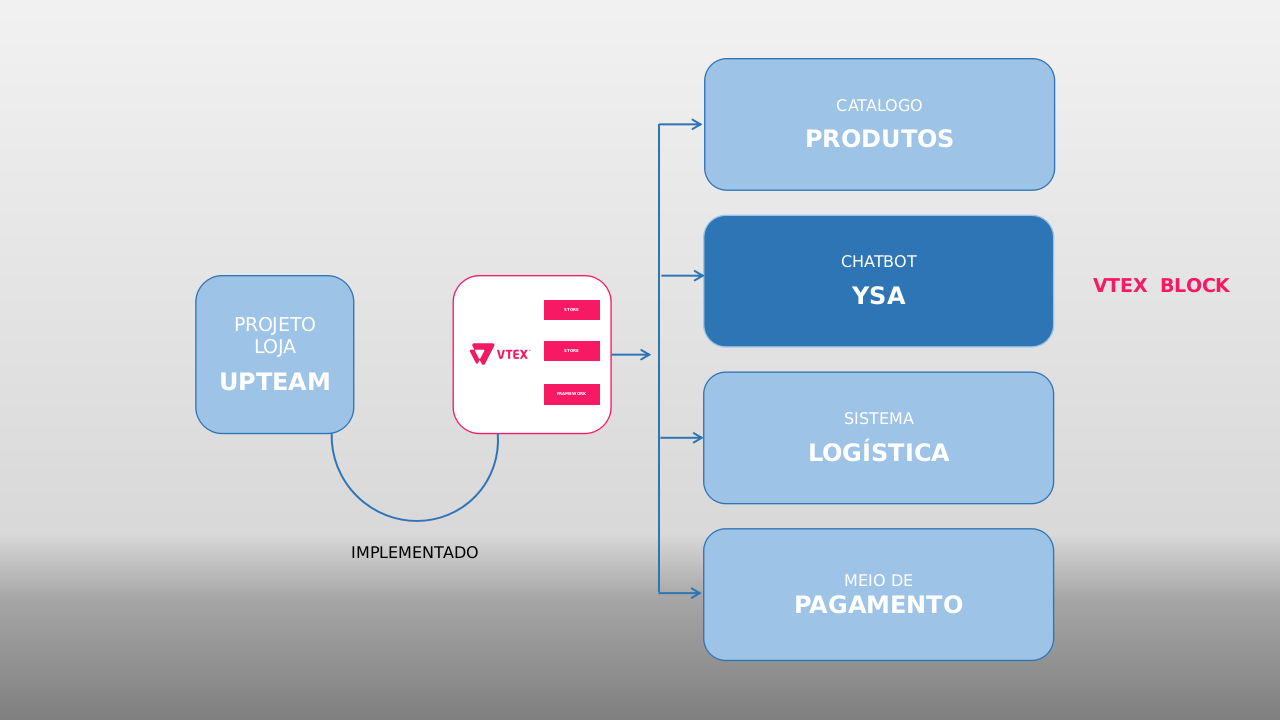 PROJETO
LOJA
UPTEAM
VTEX
STORE
STORE
FRAMEWORK
IMPLEMENTADO
CATALOGO
PRODUTOS
CHATBOT
YSA
VTEX BLOCK
SISTEMA
LOGÍSTICA
MEIO DE
PAGAMENTO